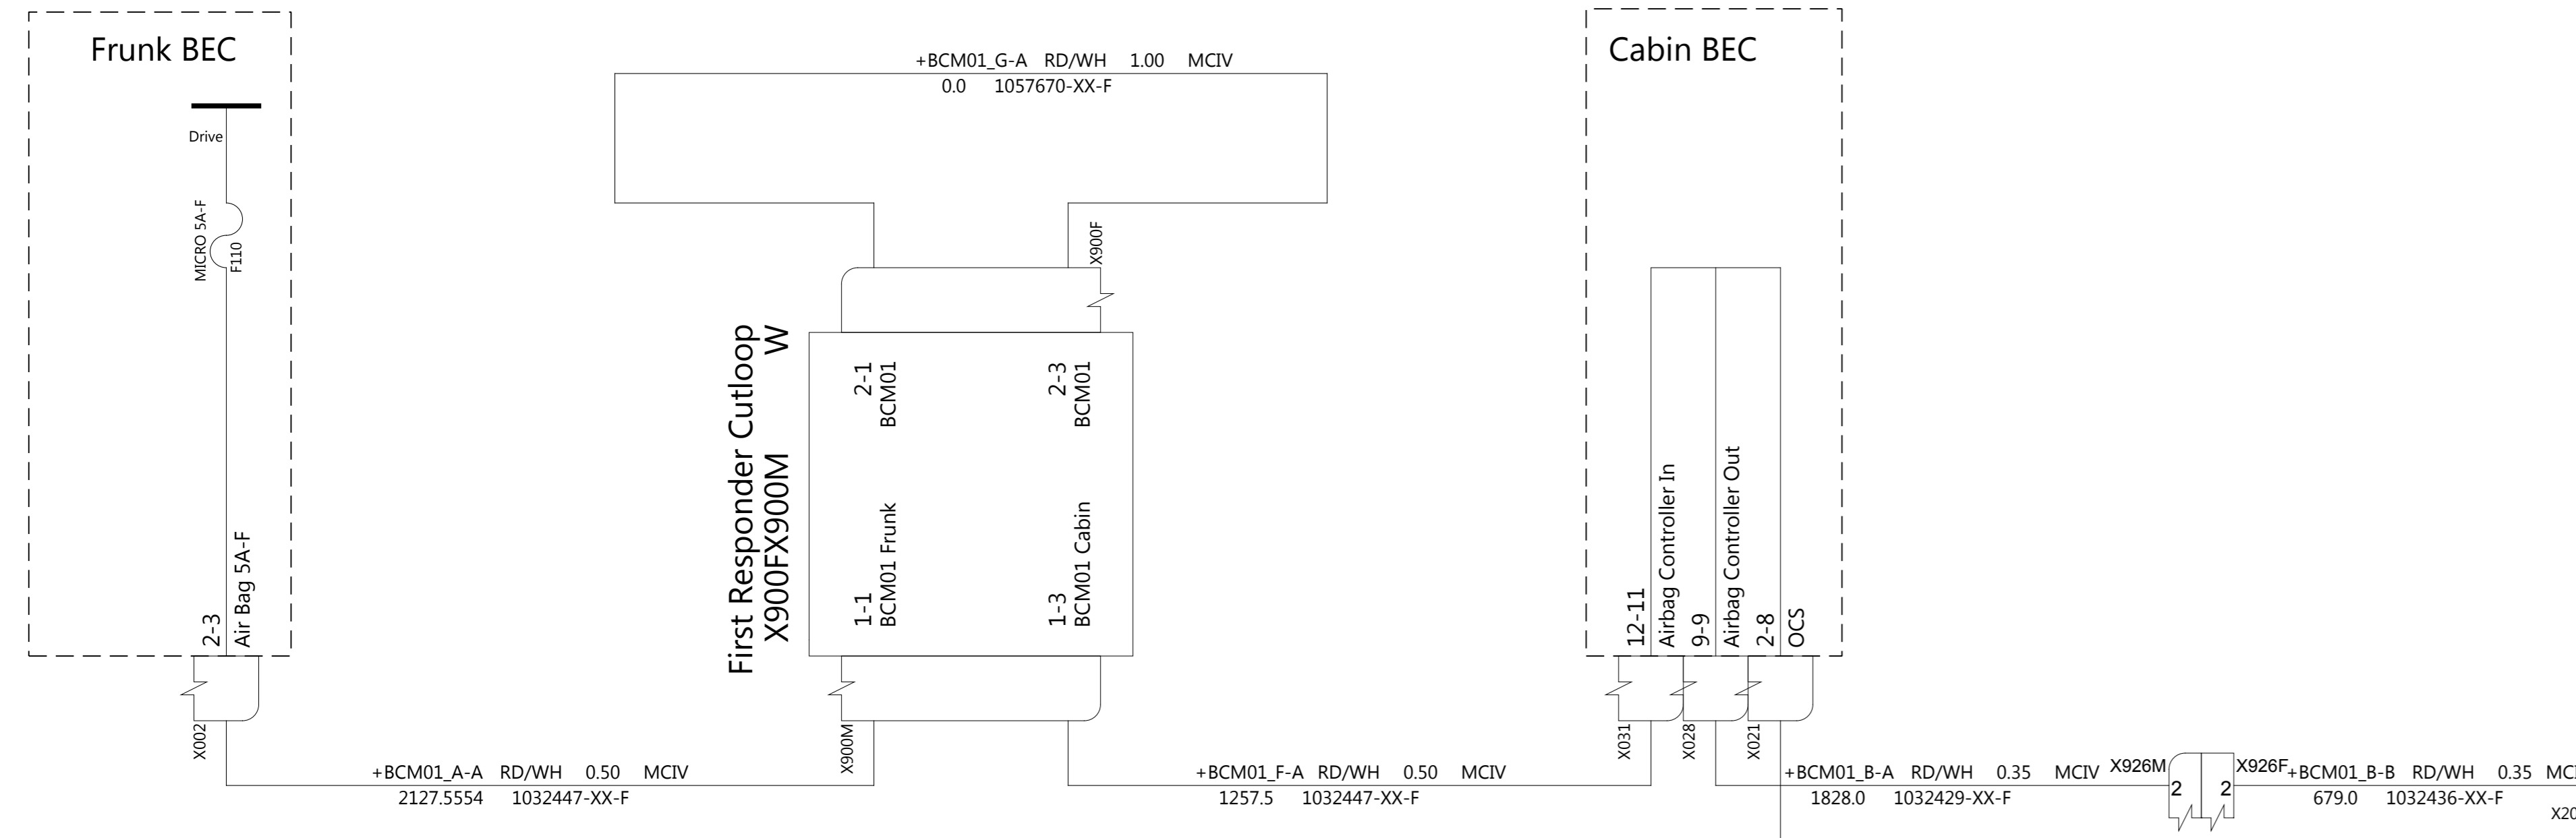 Frunk BEC
Drive
MICRO 5A-F
F110
2-3
Air Bag 5A-F
X002
+BCM01_A-A RD/WH 0.50 MCIV
2127.5554 1032447-XX-F
+BCM01_G-A RD/WH 1.00 MCIV
0.0 1057670-XX-F
X900F
First Responder Cutloop
X900FX900M W
2-1
BCM01
2-3
BCM01
1-1
BCM01 Frunk
1-3
BCM01 Cabin
X900M
+BCM01_F-A RD/WH 0.50 MCIV
1257.5 1032447-XX-F
Cabin BEC
12-11
Airbag Controller In
9-9
Airbag Controller Out
2-8
OCS
X031
X028
X021
+BCM01_B-A RD/WH 0.35 MCIV
1828.0 1032429-XX-F
X926M
2
2
X926F
+BCM01_B-B RD/WH 0.35
679.0 1032436-XX-F